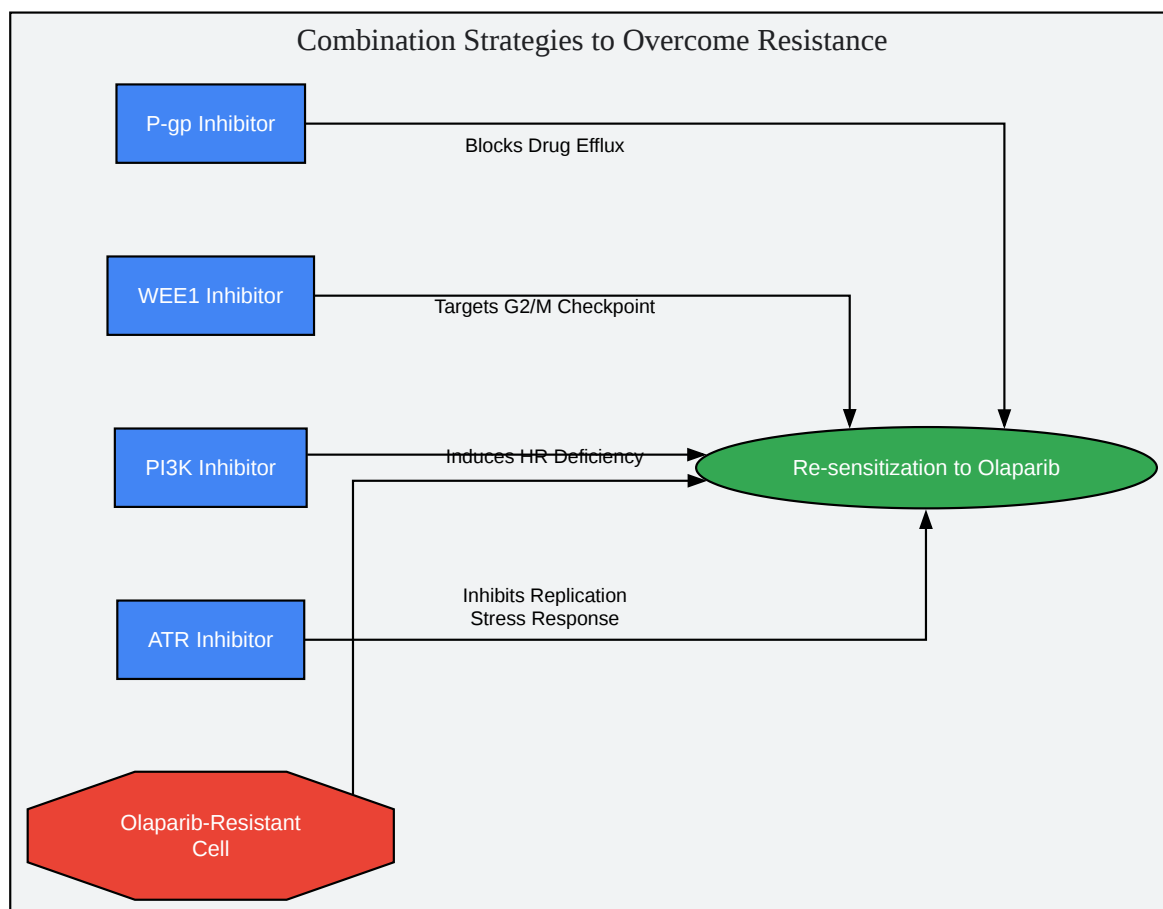 Combination Strategies to Overcome Resistance
P-gp Inhibitor
Blocks Drug Efflux
WEE1 Inhibitor
Targets G2/M Checkpoint
PI3K Inhibitor
Induces HR Deficiency
Re-sensitization to Olaparib
Inhibits Replication
Stress Response
ATR Inhibitor
Olaparib-Resistant
Cell